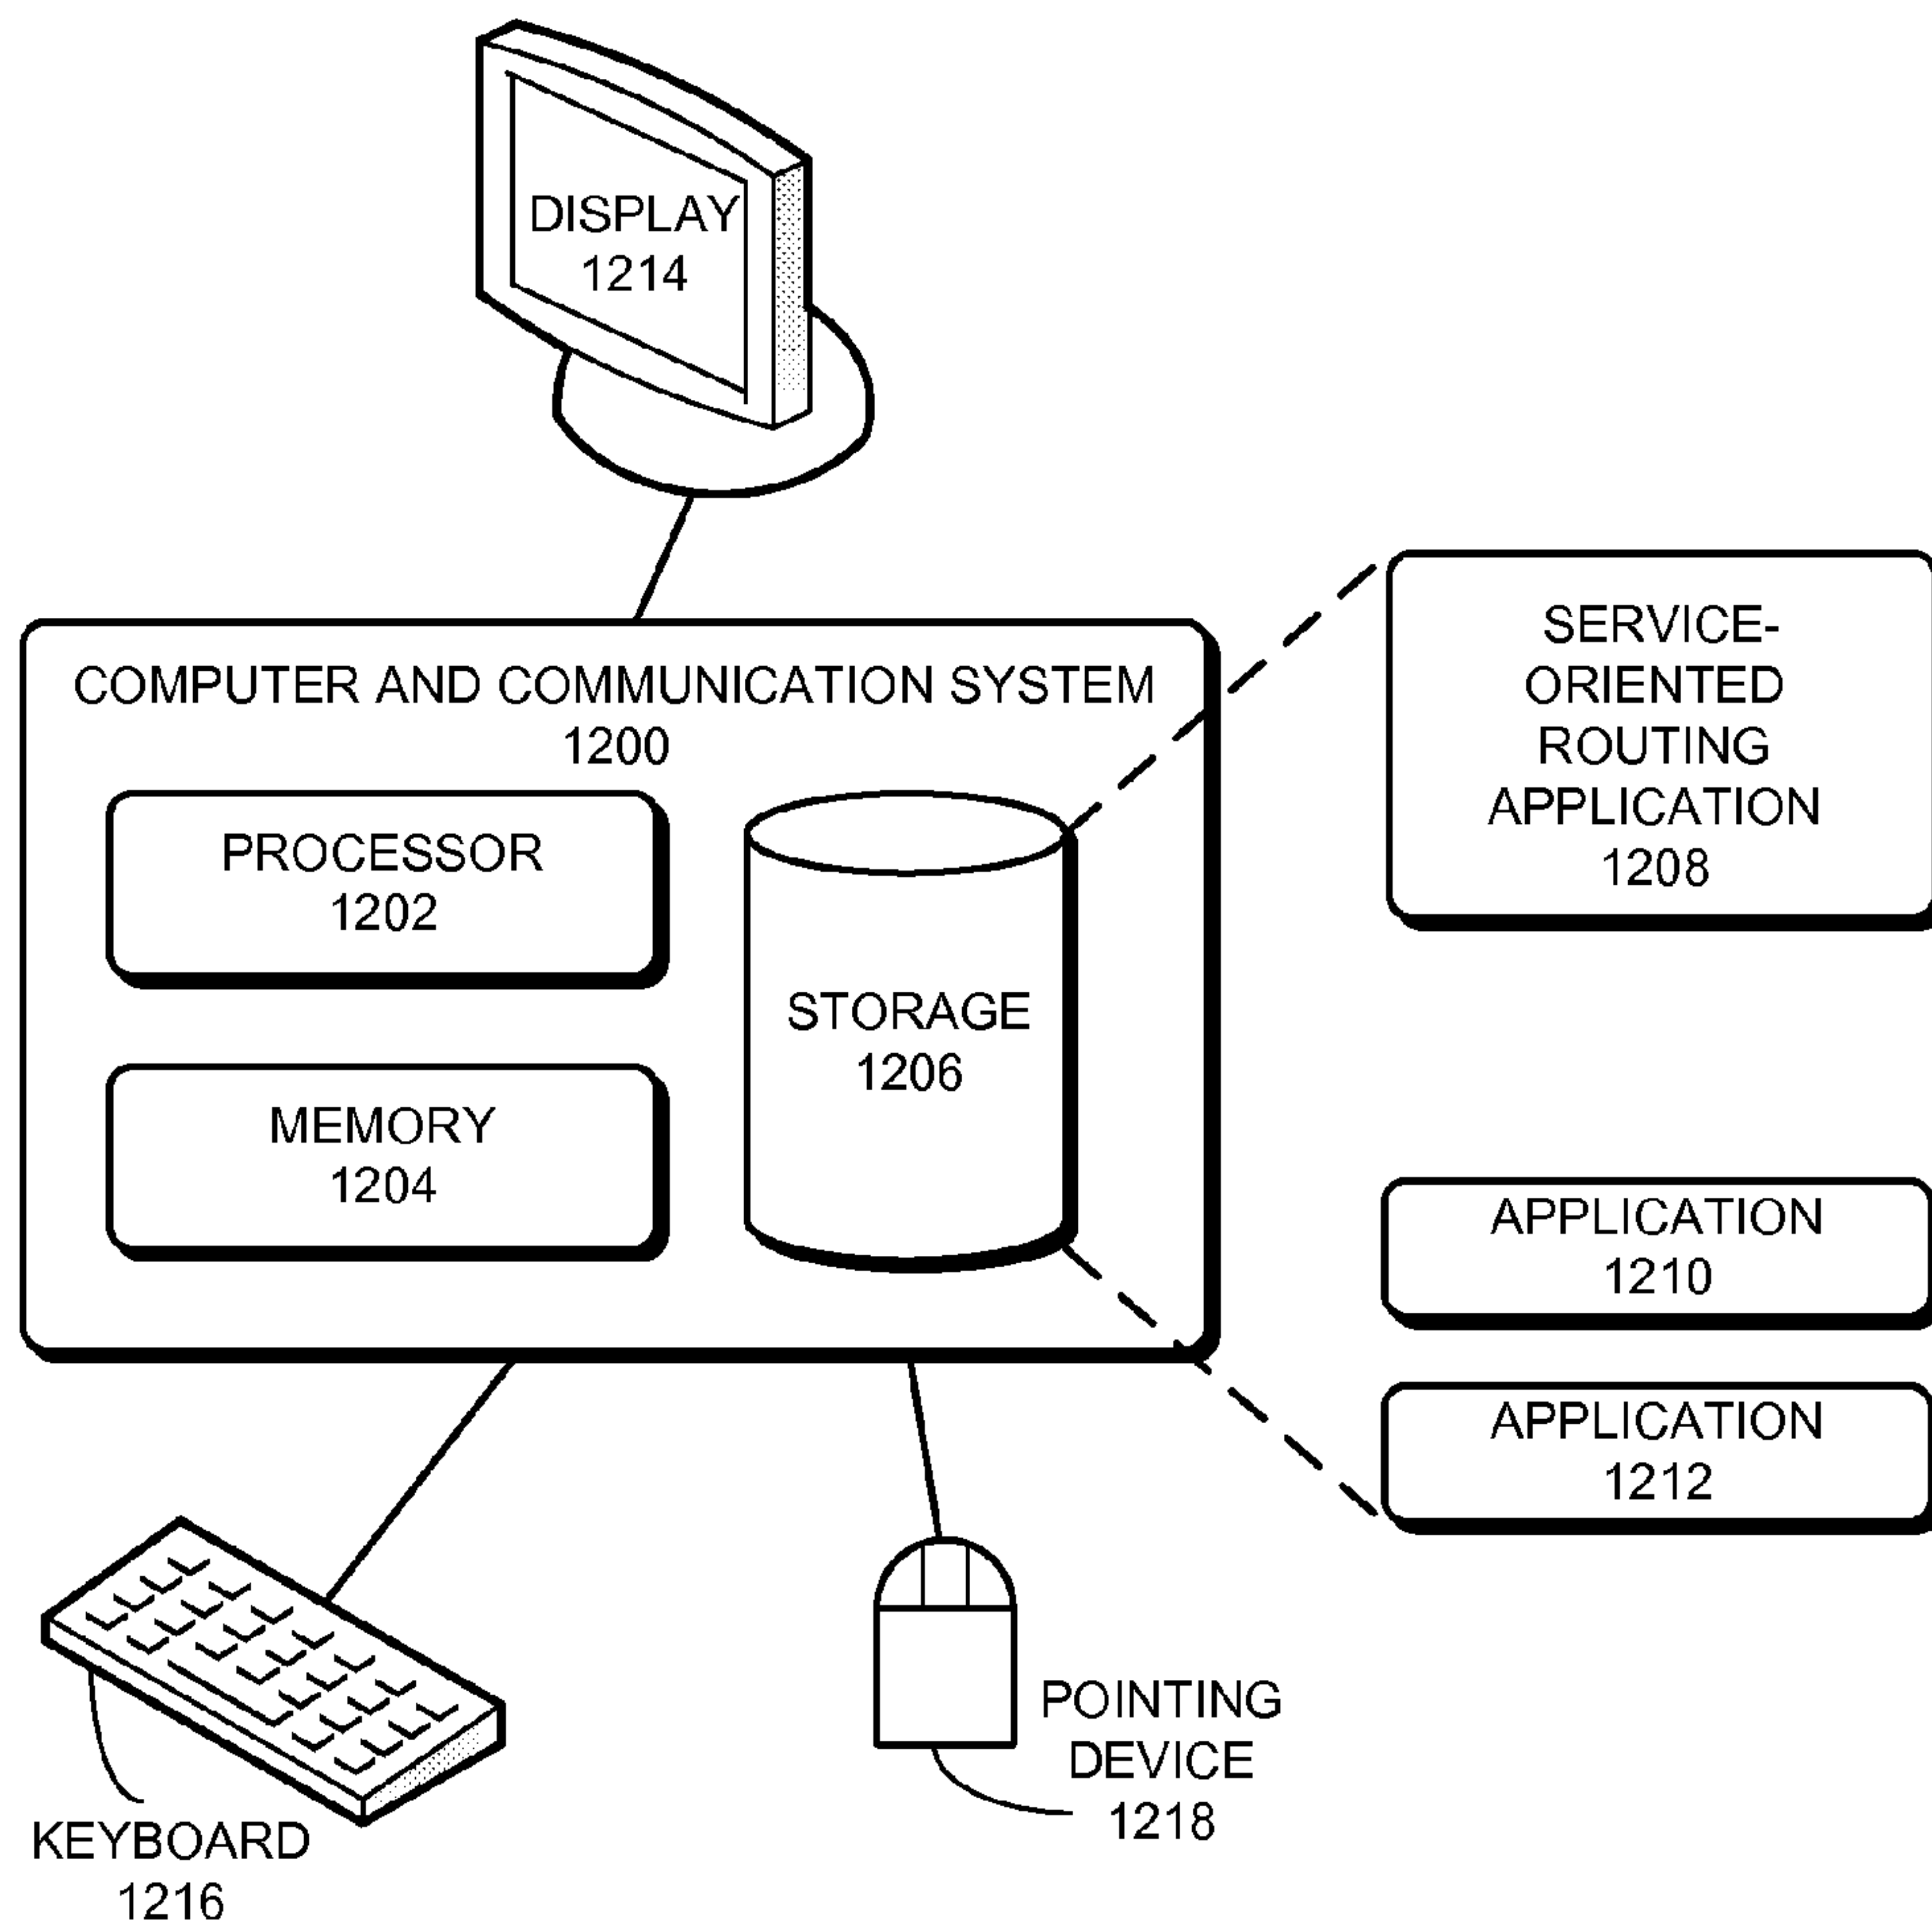 DISPLAY
1214
COMPUTER AND COMMUNICATION SYSTEM
1200
PROCESSOR
1202
MEMORY
1204
STORAGE
1206
SERVICE-
ORIENTED
ROUTING
APPLICATION
1208
APPLICATION
1210
APPLICATION
1212
KEYBOARD
1216
POINTING
DEVICE
1218